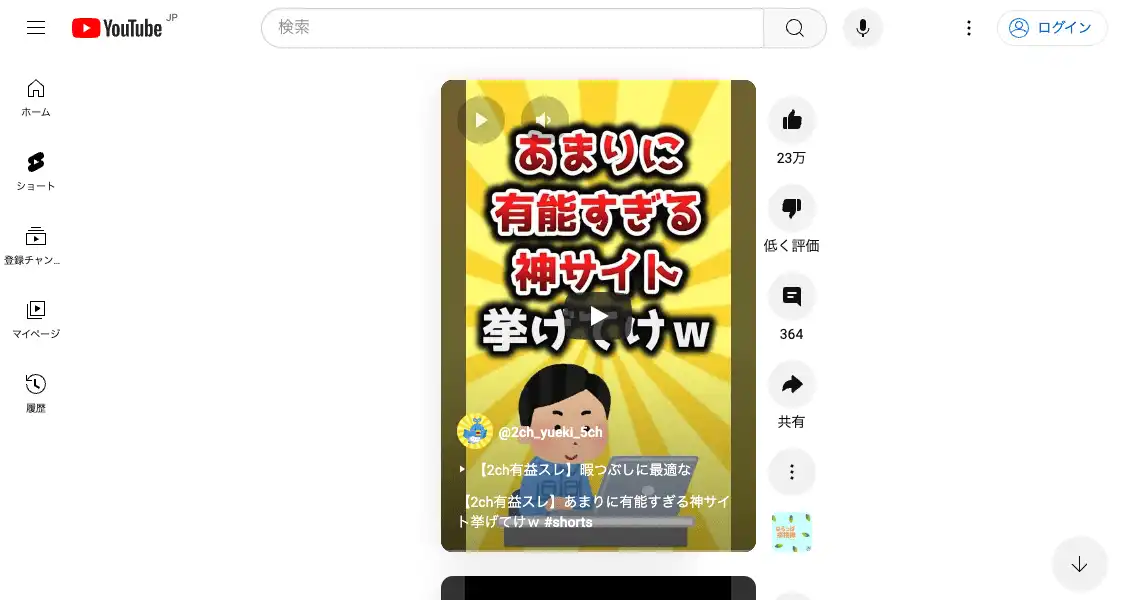 YouTube JP
検索
ログイン
ホーム
ショート
登録チャン...
マイページ
履歴
あまりに
有能すぎる
神サイト
挙げてけw
@2ch_yueki_5ch
【2ch有益スレ】暇つぶしに最適な
【2ch有益スレ】あまりに有能すぎる神サイ
ト挙げてけw #shorts
23万
低く評価
364
共有